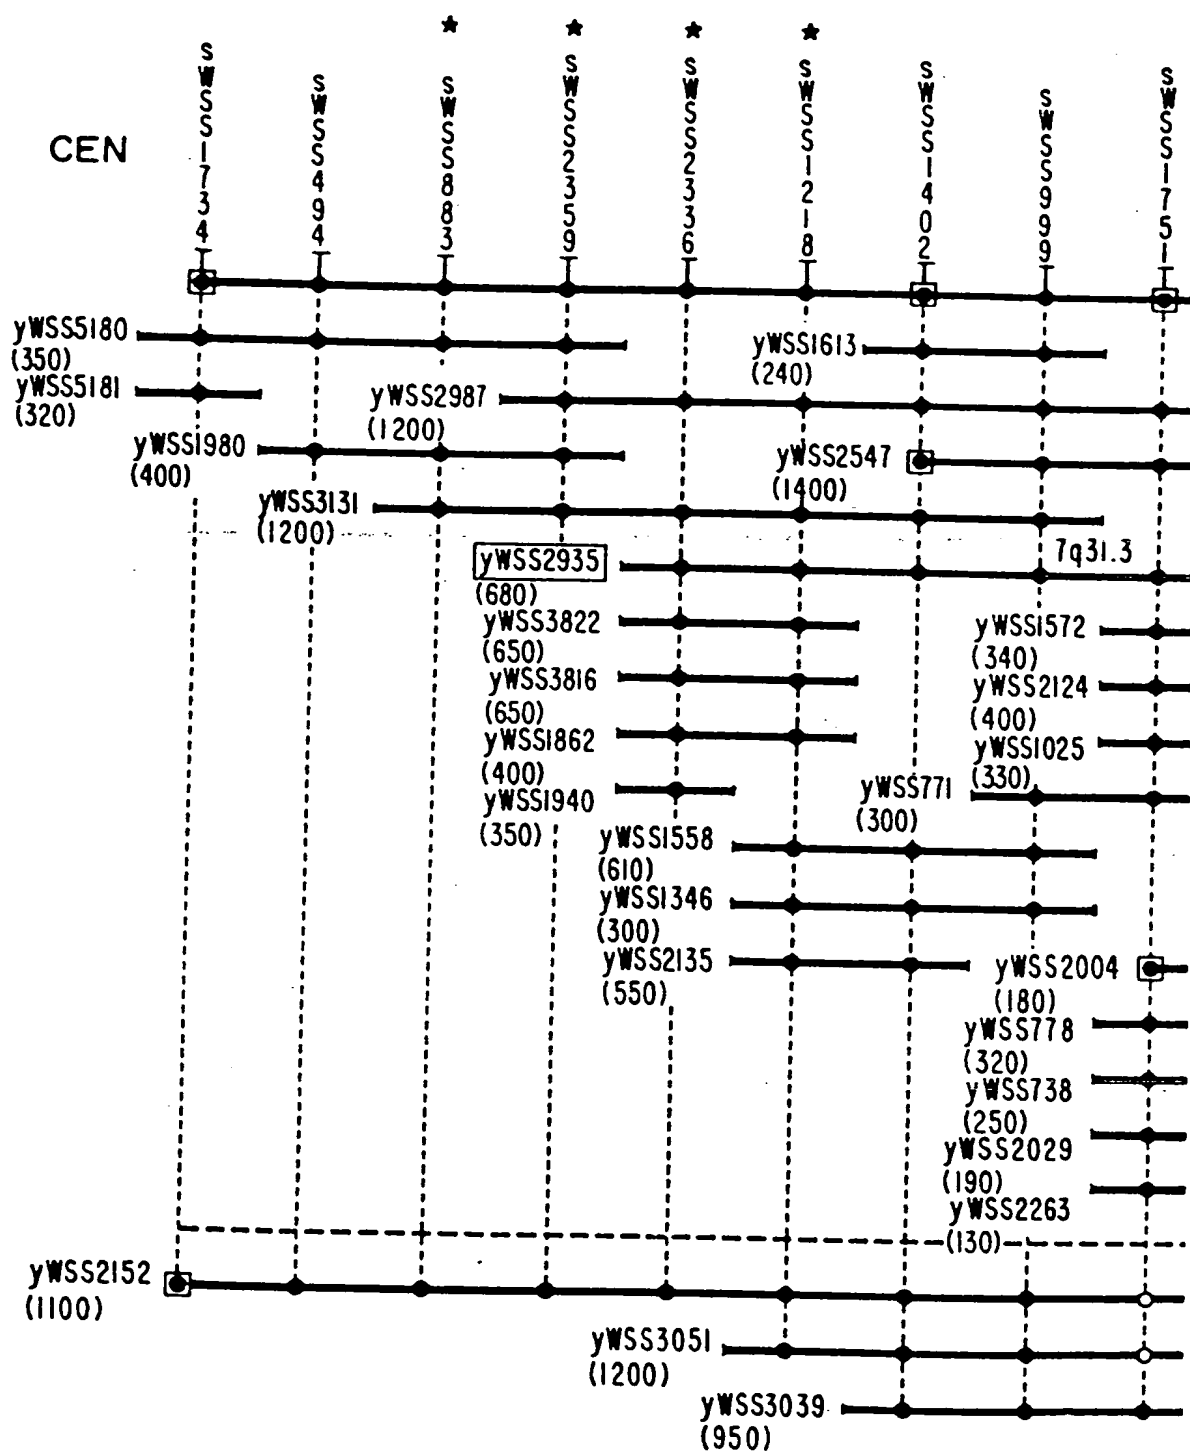 ★ ★ ★ ★
sWSS1734
sWSS494
sWSS883
sWSS2359
sWSS2336
sWSS1218
sWSS1402
sWSS999
sWSS1751
CEN
yWSS5180
(350)
yWSS1613
(240)
yWSS5181
(320)
yWSS2987
(1200)
yWSS1980
(400)
yWSS2547
(1400)
yWSS3131
(1200)
7q31.3
yWSS2935
(680)
yWSS3822
(650)
yWSS1572
(340)
yWSS3816
(650)
yWSS2124
(400)
yWSS1862
(400)
yWSS1025
(330)
yWSS1940
(350)
yWSS771
(300)
yWSS1558
(610)
yWSS1346
(300)
yWSS2135
(550)
yWSS2004
(180)
yWSS778
(320)
yWSS738
(250)
yWSS2029
(190)
yWSS2263
(130)
yWSS2152
(1100)
yWSS3051
(1200)
yWSS3039
(950)